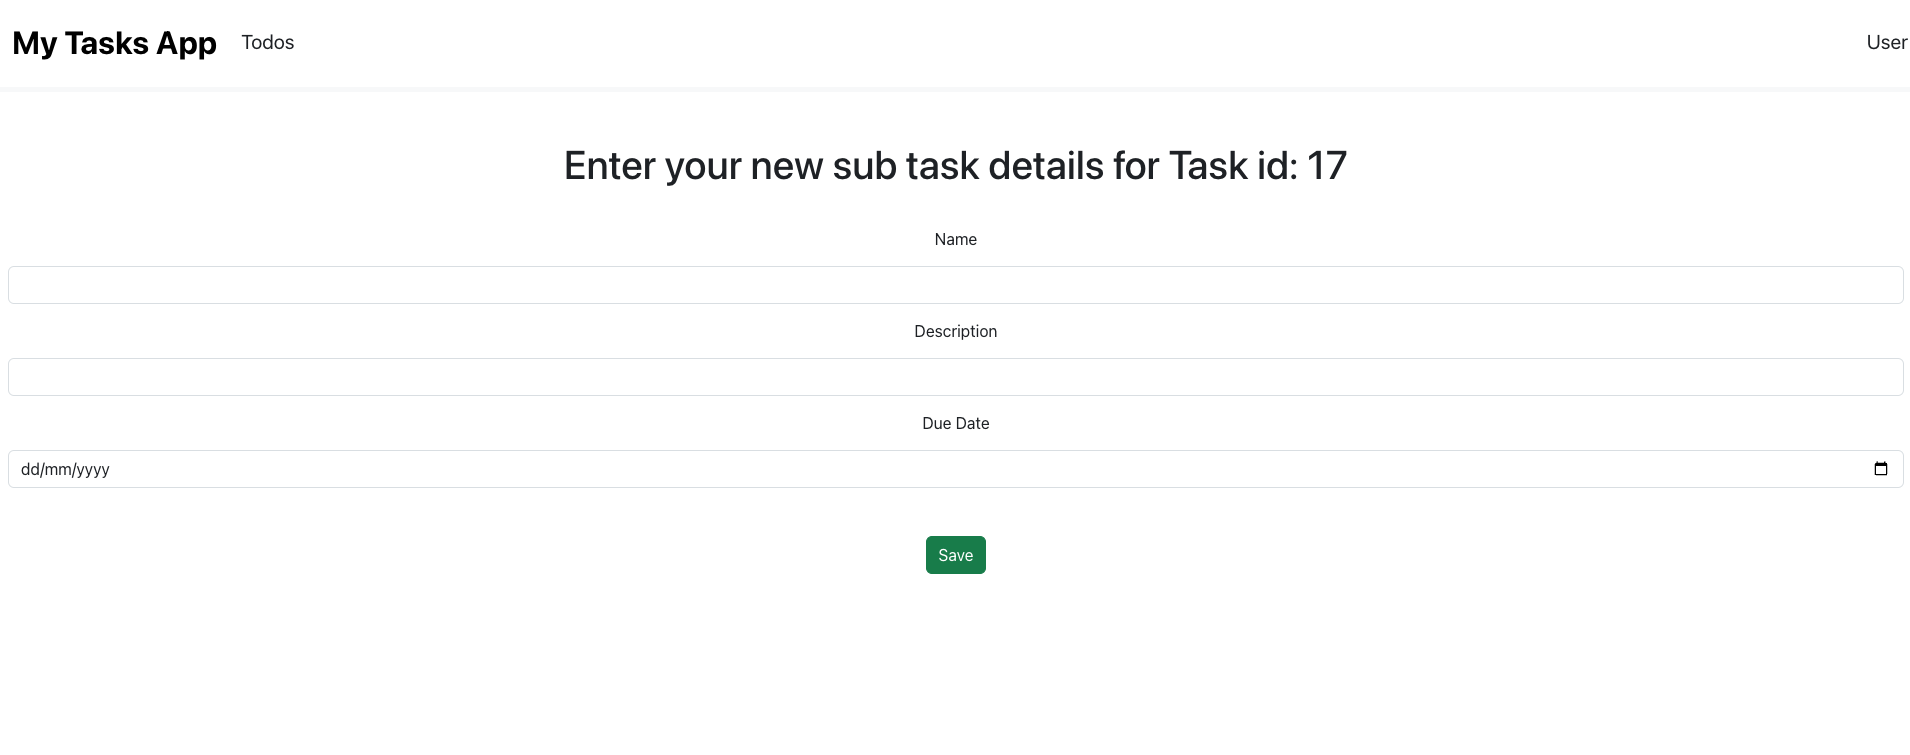 My Tasks App Todos User
Enter your new sub task details for Task id: 17
Name
Description
Due Date
dd/mm/yyyy
Save